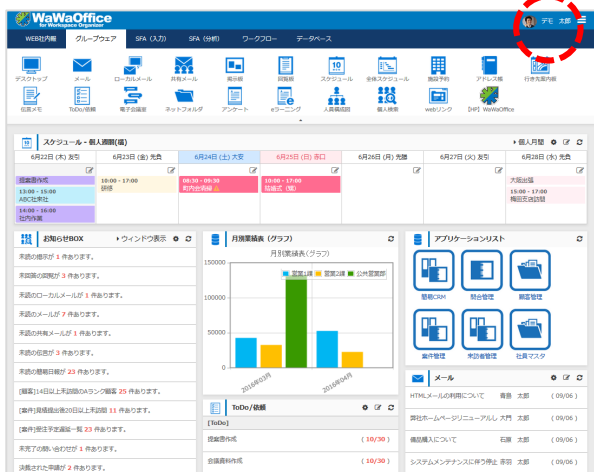 WaWaOffice
for Workspace Organizer
デモ 太郎
WEB社内報 グループウェア SFA（入力） SFA（分析） ワークフロー データベース
デスクトップ メール ローカルメール 共有メール 掲示板 回覧板 スケジュール 全体スケジュール 施設予約 アドレス帳 行き先案内板
伝言メモ ToDo/依頼 電子会議室 ネットフォルダ アンケート eラーニング 人員構成図 個人検索 webリンク 【HP】WaWaOffice
スケジュール - 個人週間(橫)
個人月間
6月22日 (木) 友引 6月23日 (金) 先負 6月24日 (土) 大安 6月25日 (日) 赤口 6月26日 (月) 先勝 6月27日 (火) 友引 6月28日 (水) 先負
提案書作成
13:00 - 15:00
ABC社来社
14:00 - 16:00
社内作業
10:00 - 17:00
研修
08:30 - 09:30
町内会清掃
10:00 - 17:00
結婚式（鶴）
大阪出張
15:00 - 17:00
梅田支店訪問
お知らせBOX ウィンドウ表示
未読の掲示が 1 件あります。
未回答の回覧が 3 件あります。
未読のローカルメールが 1 件あります。
未読のメールが 7 件あります。
未読の共有メールが 1 件あります。
未読の伝言が 3 件あります。
未読の簡易日報が 23 件あります。
[顧客]14日以上未訪問のAランク顧客 25 件あります。
[案件]見積提出後20日以上未訪問 11 件あります。
[案件]受注予定遅延一覧 23 件あります。
未完了の問い合わせが 1 件あります。
決裁された申請が 2 件あります。
月別業績表（グラフ）
月別業績表(グラフ)
営業1課 営業2課 公共営業部
150000
100000
50000
0
2016年03月 2016年04月
ToDo/依頼
[ToDo]
提案書作成 ( 10/30 )
会議資料作成 ( 10/30 )
アプリケーションリスト
簡易CRM 問合管理 顧客管理
案件管理 来訪者管理 社員マスタ
メール
HTMLメールの利用について 青島 太郎 ( 09/06 )
弊社ホームページリニューアルし 大門 太郎 ( 09/06 )
備品購入について 石原 太郎 ( 09/06 )
システムメンテナンスに伴う停止 赤羽 太郎 ( 09/06 )